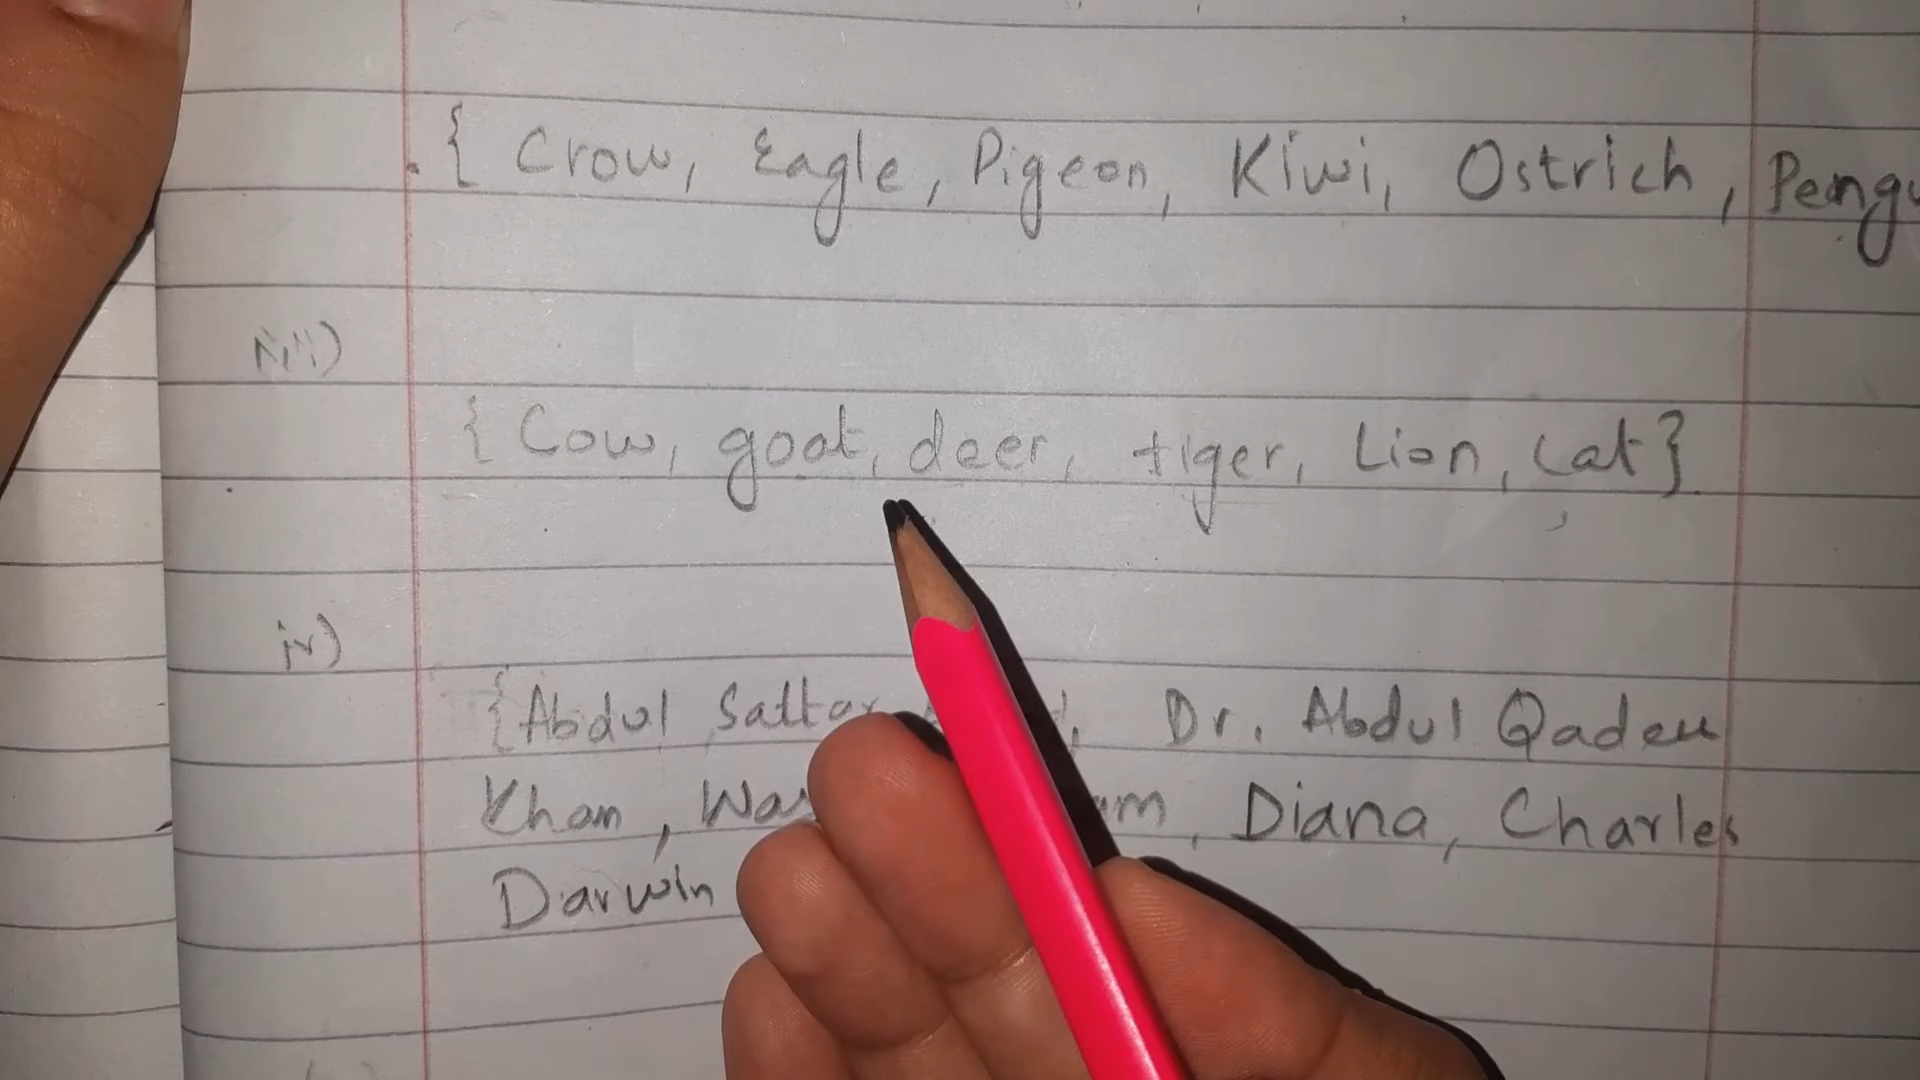 { Crow, Eagle, Pigeon, Kiwi, Ostrich, Pengu
iii)
{ Cow, goat, deer, tiger, Lion, Cat}
iv)
{Abdul Sattar , Dr. Abdul Qadeer
Khan, Diana, Charles
Darwin